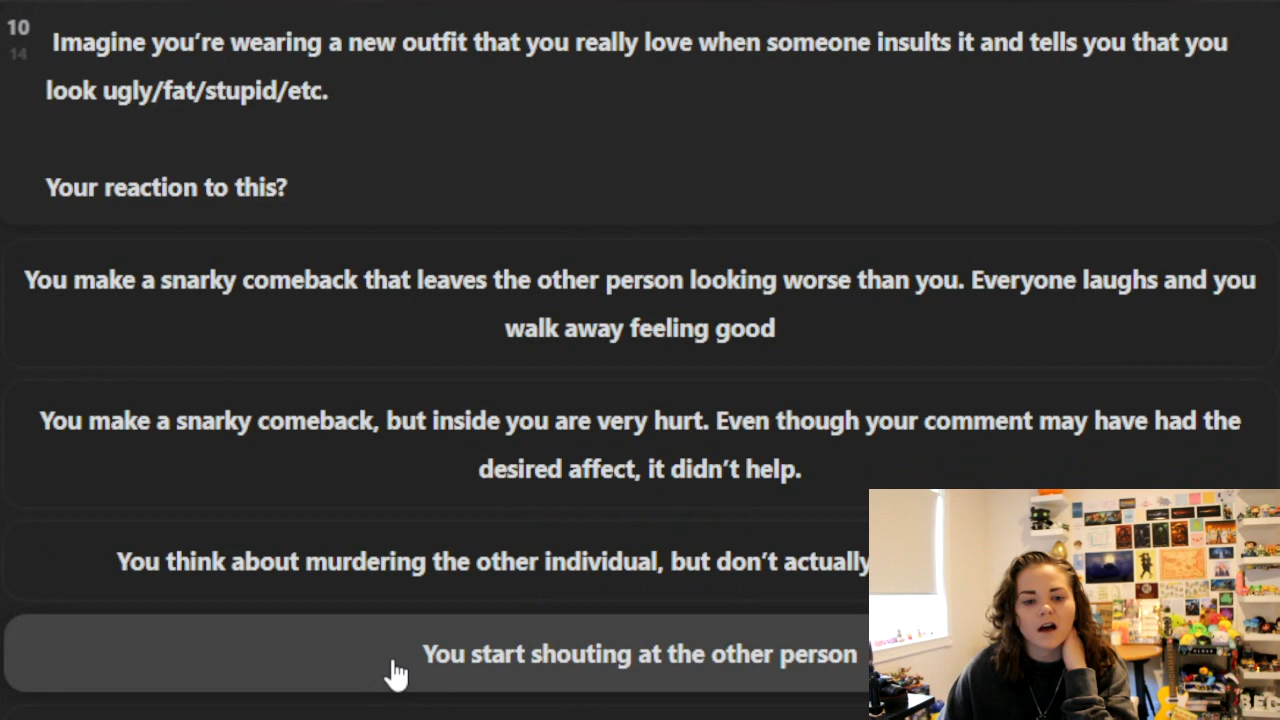 10
14
Imagine you’re wearing a new outfit that you really love when someone insults it and tells you that you
look ugly/fat/stupid/etc.
Your reaction to this?
You make a snarky comeback that leaves the other person looking worse than you. Everyone laughs and you
walk away feeling good
You make a snarky comeback, but inside you are very hurt. Even though your comment may have had the
desired affect, it didn’t help.
You think about murdering the other individual, but don’t actually
You start shouting at the other person